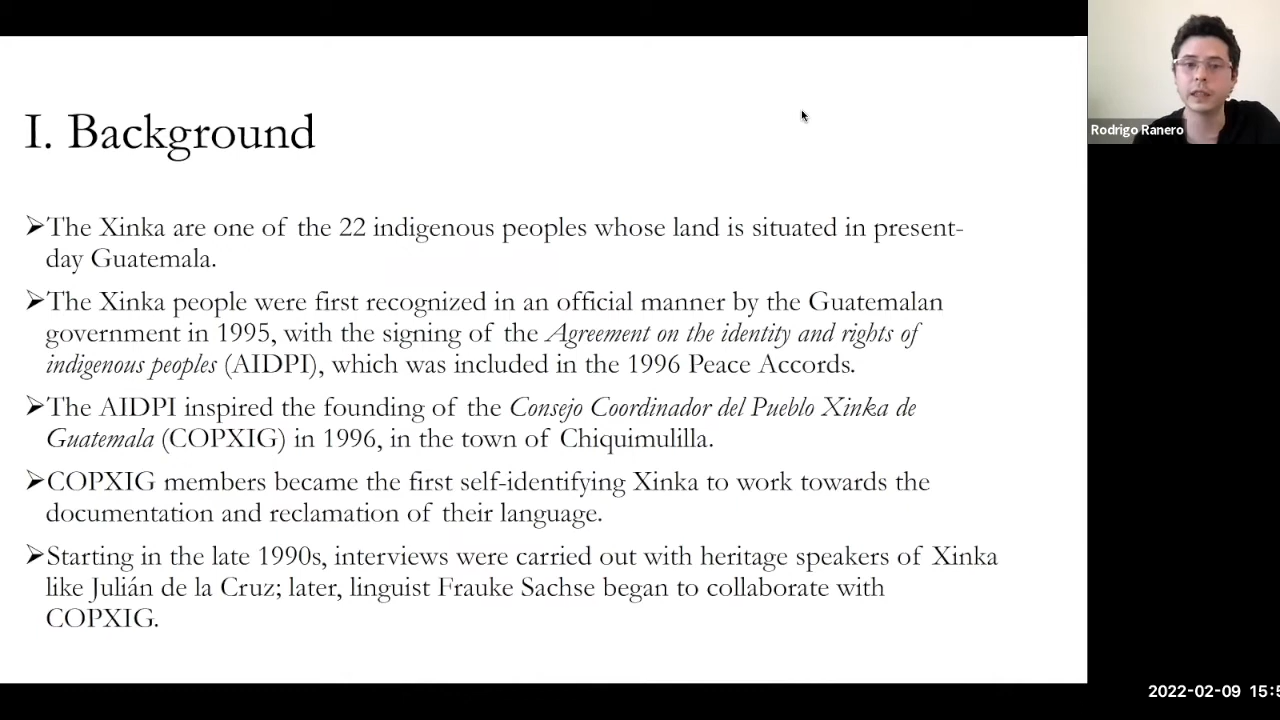 I. Background
➢The Xinka are one of the 22 indigenous peoples whose land is situated in present-
day Guatemala.
➢The Xinka people were first recognized in an official manner by the Guatemalan
government in 1995, with the signing of the Agreement on the identity and rights of
indigenous peoples (AIDPI), which was included in the 1996 Peace Accords.
➢The AIDPI inspired the founding of the Consejo Coordinador del Pueblo Xinka de
Guatemala (COPXIG) in 1996, in the town of Chiquimulilla.
➢COPXIG members became the first self-identifying Xinka to work towards the
documentation and reclamation of their language.
➢Starting in the late 1990s, interviews were carried out with heritage speakers of Xinka
like Julián de la Cruz; later, linguist Frauke Sachse began to collaborate with
COPXIG.
Rodrigo Ranero
2022-02-09